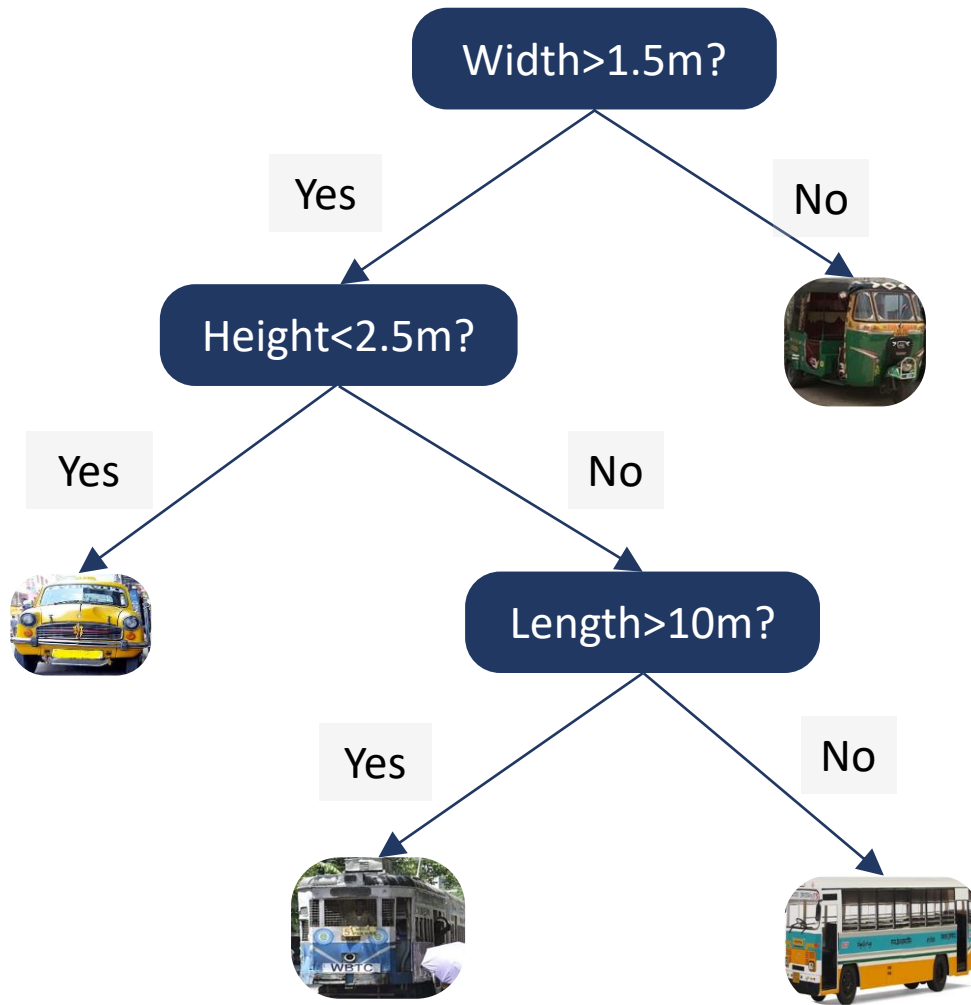 Width>1.5m?
Yes
No
Height<2.5m?
Yes
No
Length>10m?
Yes
No
WBTC